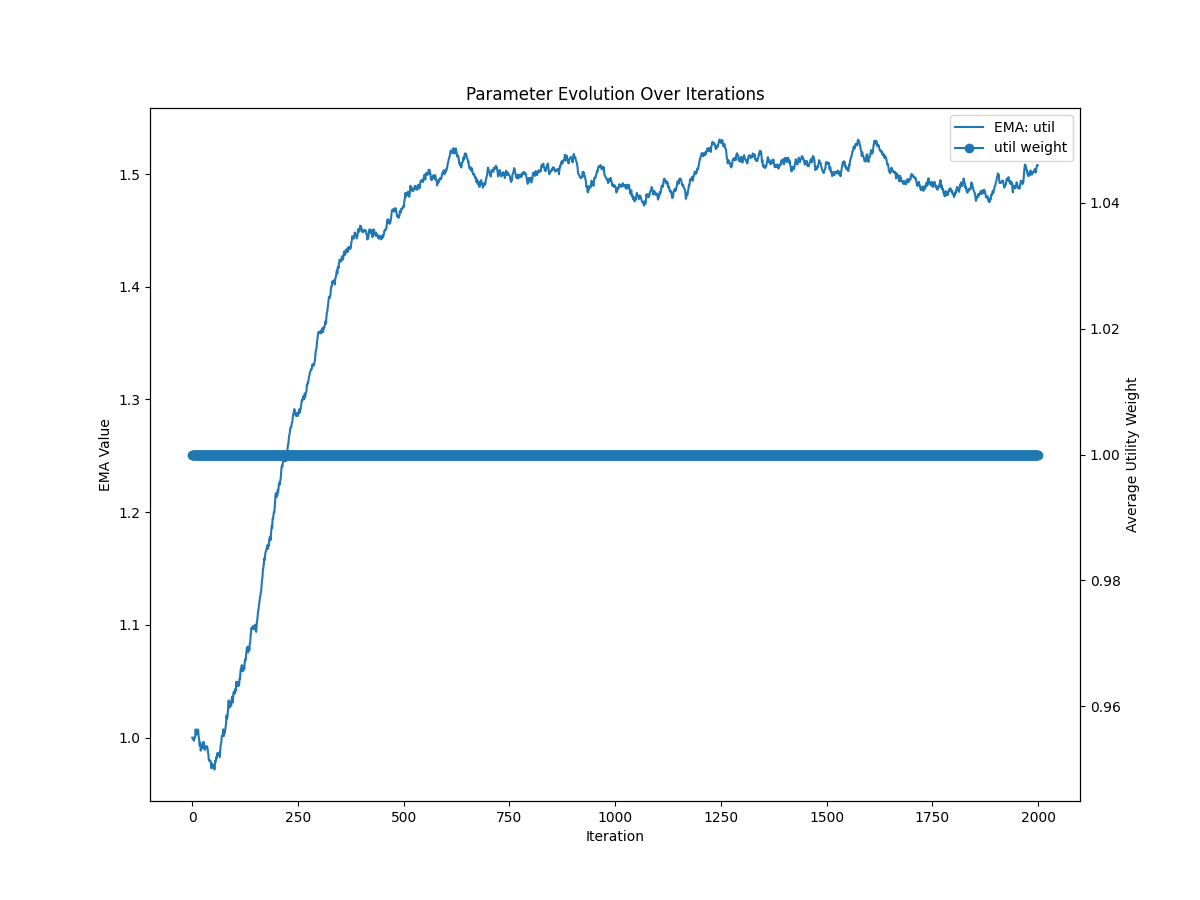 Parameter Evolution Over Iterations
EMA: util
util weight
EMA Value
1.5
1.4
1.3
1.2
1.1
1.0
1.04
1.02
1.00
0.98
0.96
Average Utility Weight
0 250 500 750 1000 1250 1500 1750 2000
Iteration